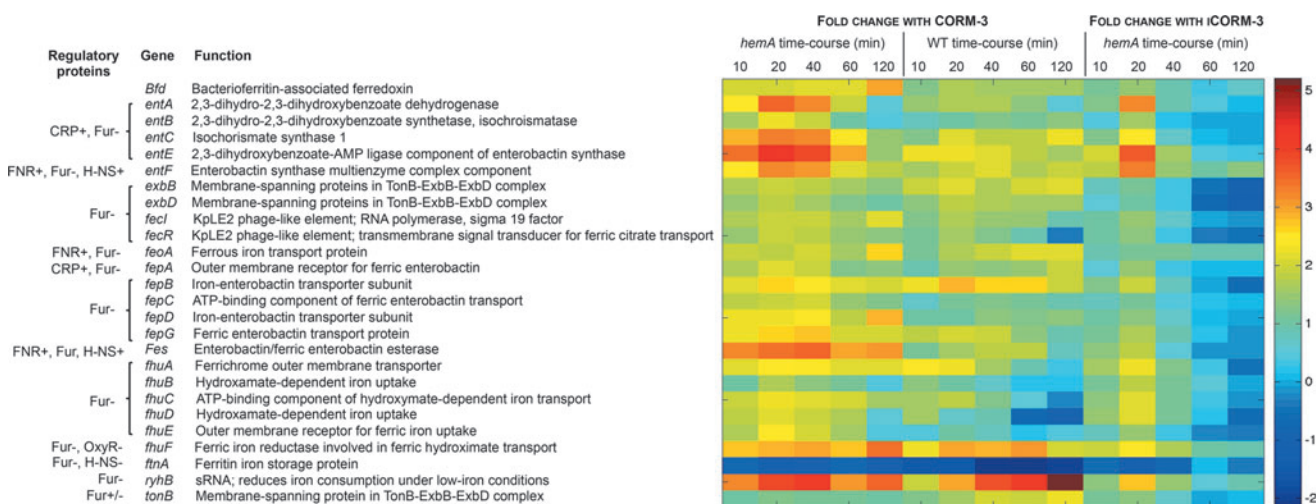 FOLD CHANGE WITH CORM-3 FOLD CHANGE WITH iCORM-3
Regulatory proteins Gene Function hemA time-course (min) WT time-course (min) hemA time-course (min)
10 20 40 60 120 10 20 40 60 120 10 20 40 60 120
Bfd Bacterioferritin-associated ferredoxin
entA 2,3-dihydro-2,3-dihydroxybenzoate dehydrogenase
entB 2,3-dihydro-2,3-dihydroxybenzoate synthetase, isochroismatase
CRP+, Fur-
entC Isochorismate synthase 1
entE 2,3-dihydroxybenzoate-AMP ligase component of enterobactin synthase
FNR+, Fur-, H-NS+ entF Enterobactin synthase multienzyme complex component
exbB Membrane-spanning proteins in TonB-ExbB-ExbD complex
exbD Membrane-spanning proteins in TonB-ExbB-ExbD complex
Fur-
fecI KpLE2 phage-like element; RNA polymerase, sigma 19 factor
fecR KpLE2 phage-like element; transmembrane signal transducer for ferric citrate transport
FNR+, Fur- feoA Ferrous iron transport protein
CRP+, Fur- fepA Outer membrane receptor for ferric enterobactin
fepB Iron-enterobactin transporter subunit
fepC ATP-binding component of ferric enterobactin transport
Fur-
fepD Iron-enterobactin transporter subunit
fepG Ferric enterobactin transport protein
FNR+, Fur, H-NS+ Fes Enterobactin/ferric enterobactin esterase
fhuA Ferrichrome outer membrane transporter
fhuB Hydroxamate-dependent iron uptake
Fur- fhuC ATP-binding component of hydroxymate-dependent iron transport
fhuD Hydroxamate-dependent iron uptake
fhuE Outer membrane receptor for ferric iron uptake
Fur-, OxyR- fhuF Ferric iron reductase involved in ferric hydroximate transport
Fur-, H-NS- ftnA Ferritin iron storage protein
Fur- ryhB sRNA; reduces iron consumption under low-iron conditions
Fur+/- tonB Membrane-spanning protein in TonB-ExbB-ExbD complex
5
4
3
2
1
0
-1
-2